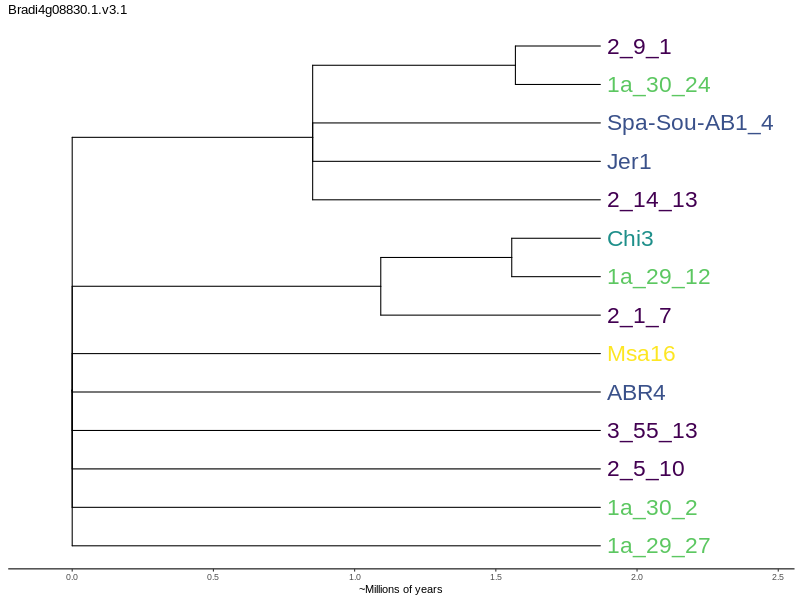 Bradi4g08830.1.v3.1
2_9_1
1a_30_24
Spa-Sou-AB1_4
Jer1
2_14_13
Chi3
1a_29_12
2_1_7
Msa16
ABR4
3_55_13
2_5_10
1a_30_2
1a_29_27
0.0 0.5 1.0 1.5 2.0 2.5
~Millions of years